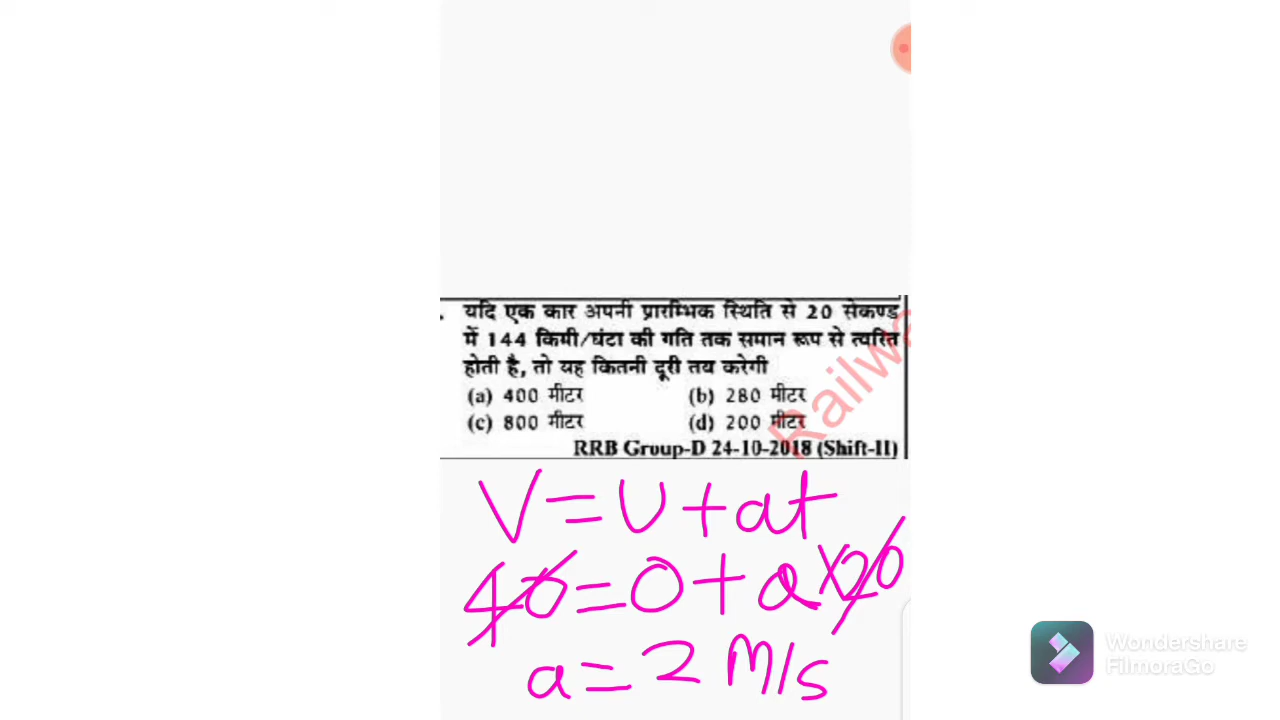 यदि एक कार अपनी प्रारम्भिक स्थिति से 20 सेकण्ड
में 144 किमी/घंटा की गति तक समान रूप से त्वरित
होती है, तो यह कितनी दूरी तय करेगी
(a) 400 मीटर (b) 280 मीटर
(c) 800 मीटर (d) 200 मीटर
RRB Group-D 24-10-2018 (Shift-II)
Railwa
V=U+at
40=0+a×20
a=2 m/s
Wondershare
FilmoraGo